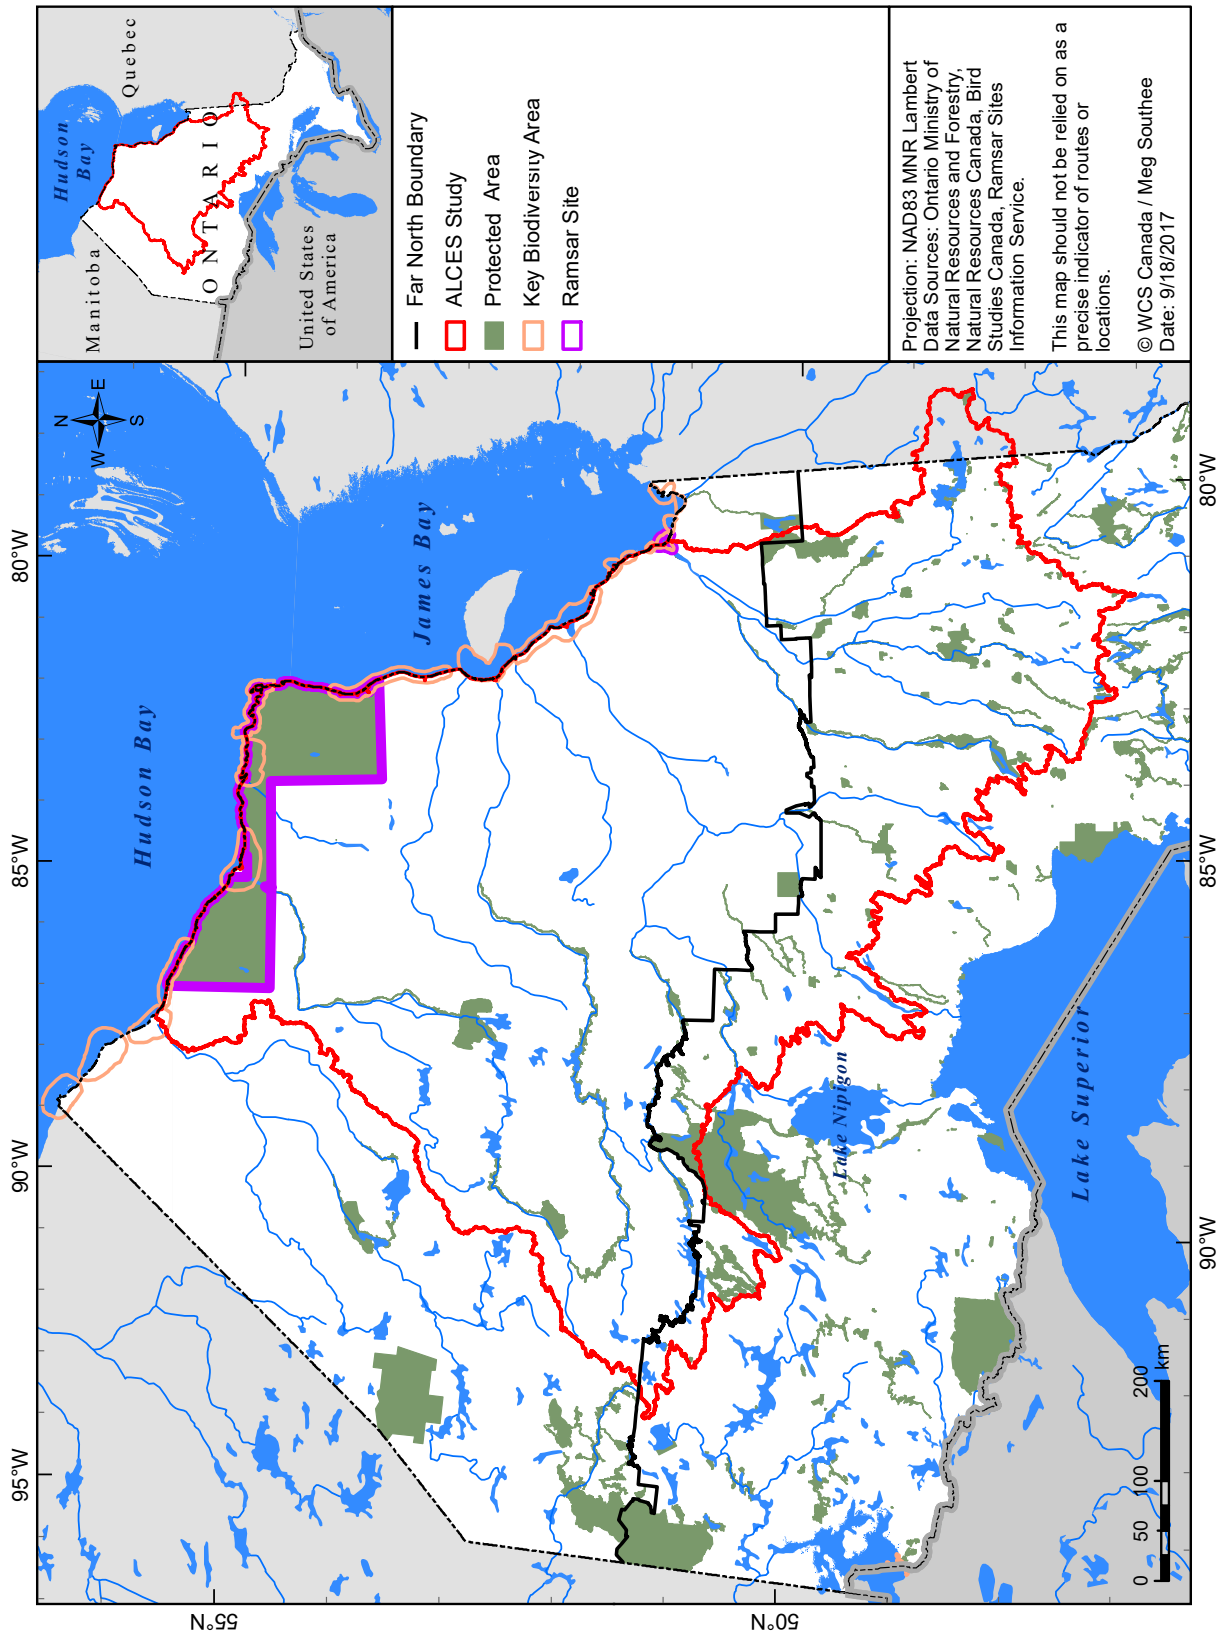 95°W
90°W
85°W
80°W
55°N
50°N
95°W
90°W
85°W
80°W
N
W
E
S
Hudson Bay
James Bay
Lake Nipigon
Lake Superior
0
50
100
200
km
Manitoba
Hudson
Bay
Quebec
ONTARIO
United States
of America
Far North Boundary
ALCES Study
Protected Area
Key Biodiversity Area
Ramsar Site
Projection: NAD83 MNR Lambert
Data Sources: Ontario Ministry of
Natural Resources and Forestry,
Natural Resources Canada, Bird
Studies Canada, Ramsar Sites
Information Service.
This map should not be relied on as a
precise indicator of routes or
locations.
© WCS Canada / Meg Southee
Date: 9/18/2017